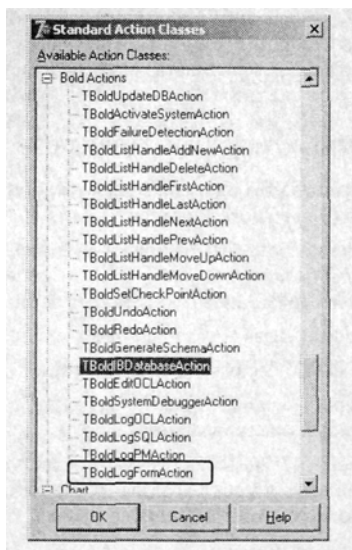 Standard Action Classes
Available Action Classes:
Bold Actions
TBoldUpdateDBAction
TBoldActivateSystemAction
TBoldFailureDetectionAction
TBoldListHandleAddNewAction
TBoldListHandleDeleteAction
TBoldListHandleFirstAction
TBoldListHandleLastAction
TBoldListHandleNextAction
TBoldListHandlePrevAction
TBoldListHandleMoveUpAction
TBoldListHandleMoveDownAction
TBoldSetCheckPointAction
TBoldUndoAction
TBoldRedoAction
TBoldGenerateSchemaAction
TBoldIBDatabaseAction
TBoldEditOCLAction
TBoldSystemDebuggerAction
TBoldLogOCLAction
TBoldLogSQLAction
TBoldLogPMAction
TBoldLogFormAction
Chart
OK
Cancel
Help